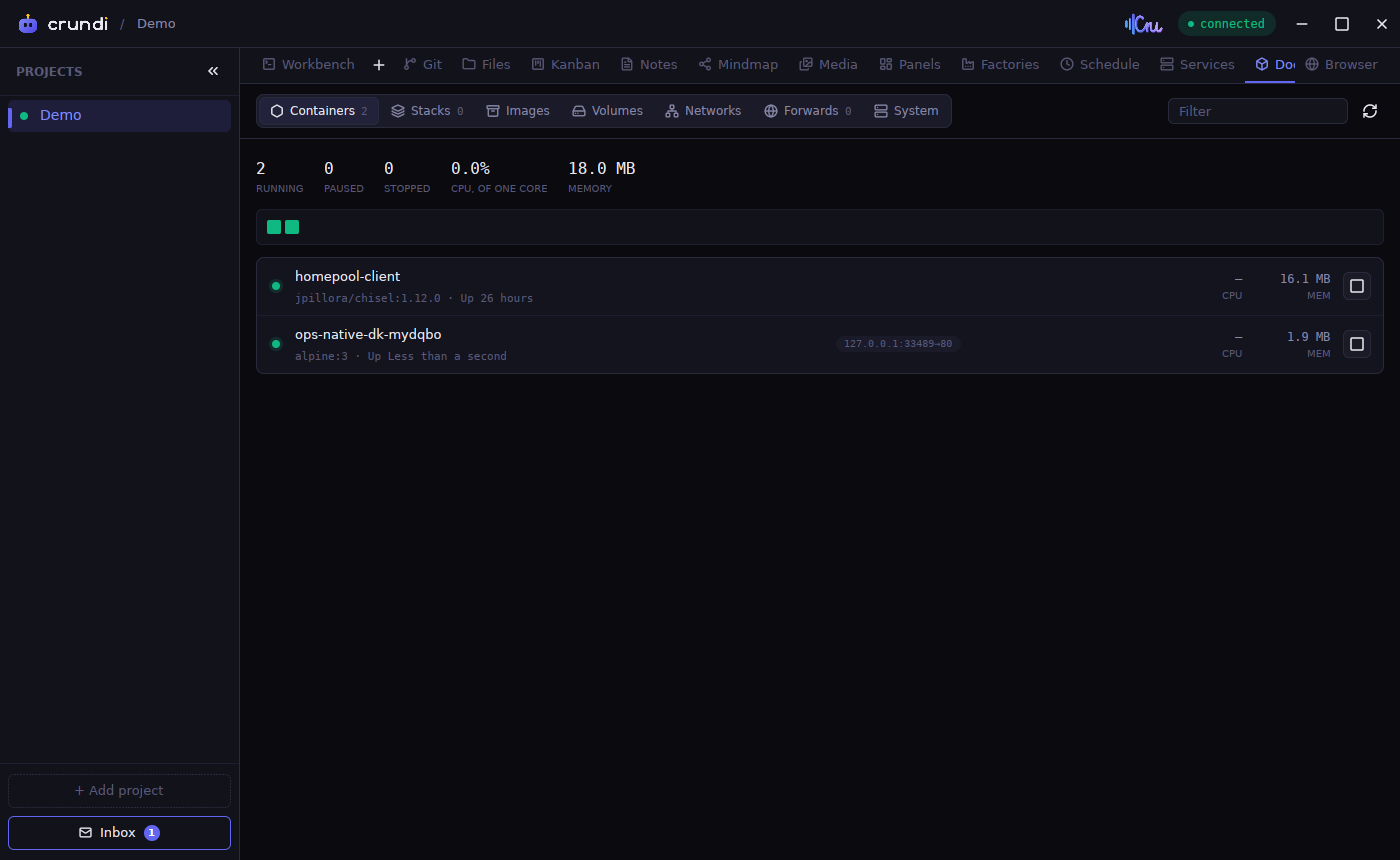 crundi / Demo
Cru
connected
PROJECTS
Workbench
Git
Files
Kanban
Notes
Mindmap
Media
Panels
Factories
Schedule
Services
Doc
Browser
Demo
Containers 2
Stacks 0
Images
Volumes
Networks
Forwards 0
System
Filter
2
RUNNING
0
PAUSED
0
STOPPED
0.0%
CPU, OF ONE CORE
18.0 MB
MEMORY
homepool-client
jpillora/chisel:1.12.0 · Up 26 hours
–
CPU
16.1 MB
MEM
ops-native-dk-mydqbo
alpine:3 · Up Less than a second
127.0.0.1:33489→80
–
CPU
1.9 MB
MEM
+ Add project
Inbox 1